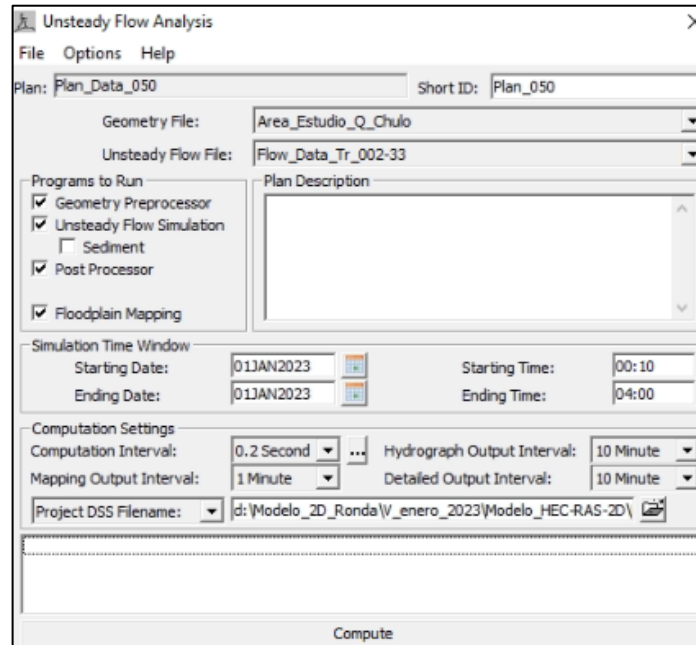 Unsteady Flow Analysis
File Options Help
Plan: Plan_Data_050 Short ID: Plan_050
Geometry File: Area_Estudio_Q_Chulo
Unsteady Flow File: Flow_Data_Tr_002-33
Programs to Run
Geometry Preprocessor
Unsteady Flow Simulation
Sediment
Post Processor
Floodplain Mapping
Plan Description
Simulation Time Window
Starting Date: 01JAN2023 Starting Time: 00:10
Ending Date: 01JAN2023 Ending Time: 04:00
Computation Settings
Computation Interval: 0.2 Second ... Hydrograph Output Interval: 10 Minute
Mapping Output Interval: 1 Minute Detailed Output Interval: 10 Minute
Project DSS Filename: d:\Modelo_2D_Ronda\V_enero_2023\Modelo_HEC-RAS-2D\
Compute